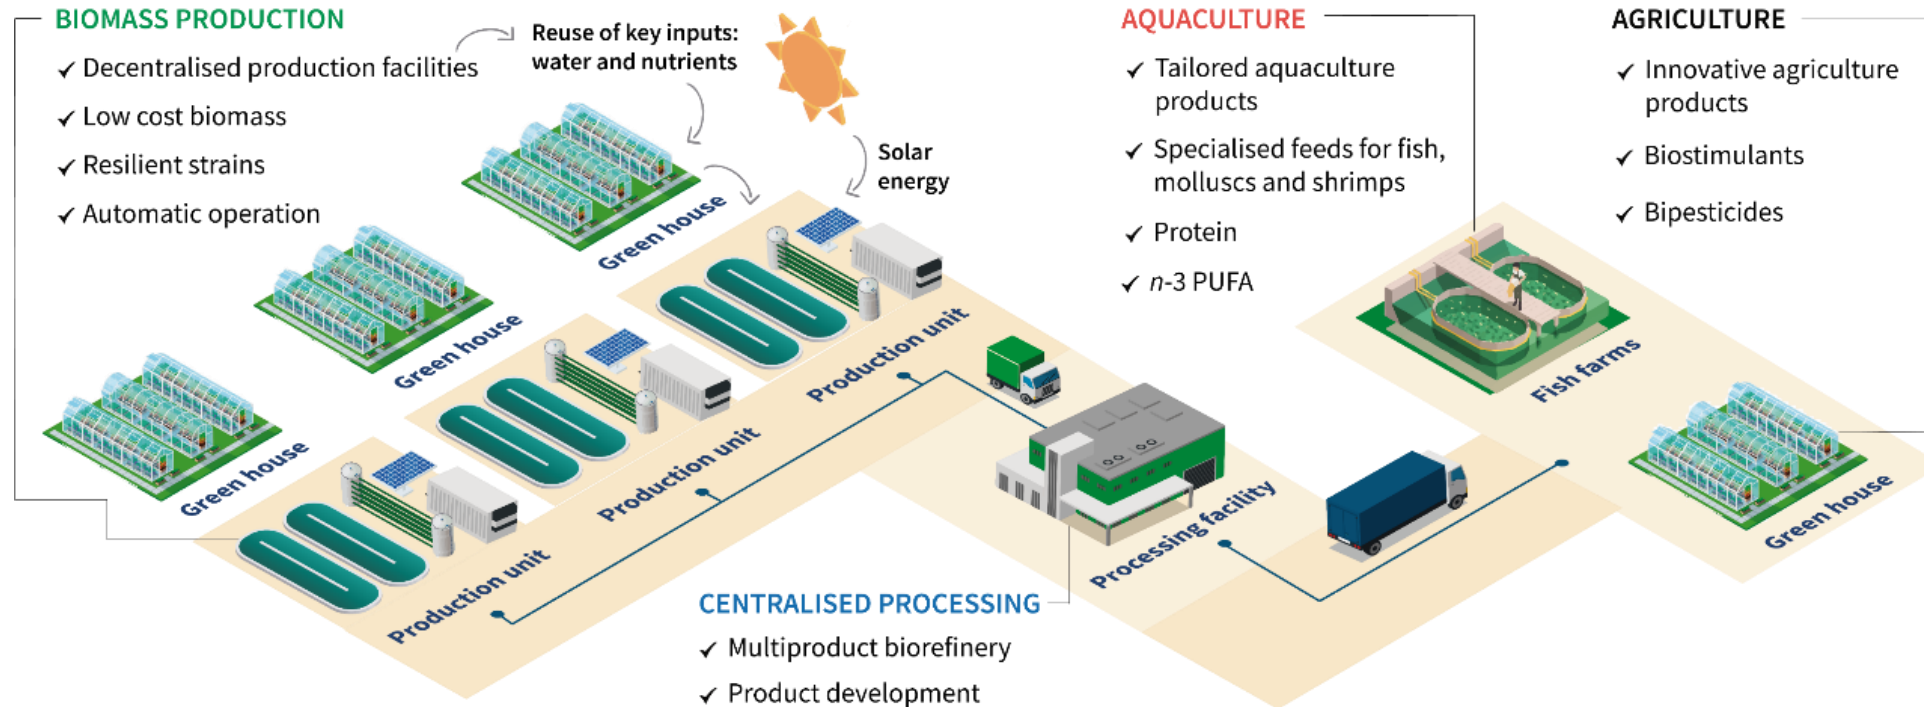 BIOMASS PRODUCTION
✓ Decentralised production facilities
✓ Low cost biomass
✓ Resilient strains
✓ Automatic operation
Reuse of key inputs:
water and nutrients
Solar
energy
Green house
Green house
Green house
Production unit
Production unit
Production unit
CENTRALISED PROCESSING
✓ Multiproduct biorefinery
✓ Product development
Processing facility
AQUACULTURE
✓ Tailored aquaculture
products
✓ Specialised feeds for fish,
molluscs and shrimps
✓ Protein
✓ n-3 PUFA
Fish farms
AGRICULTURE
✓ Innovative agriculture
products
✓ Biostimulants
✓ Bipesticides
Green house